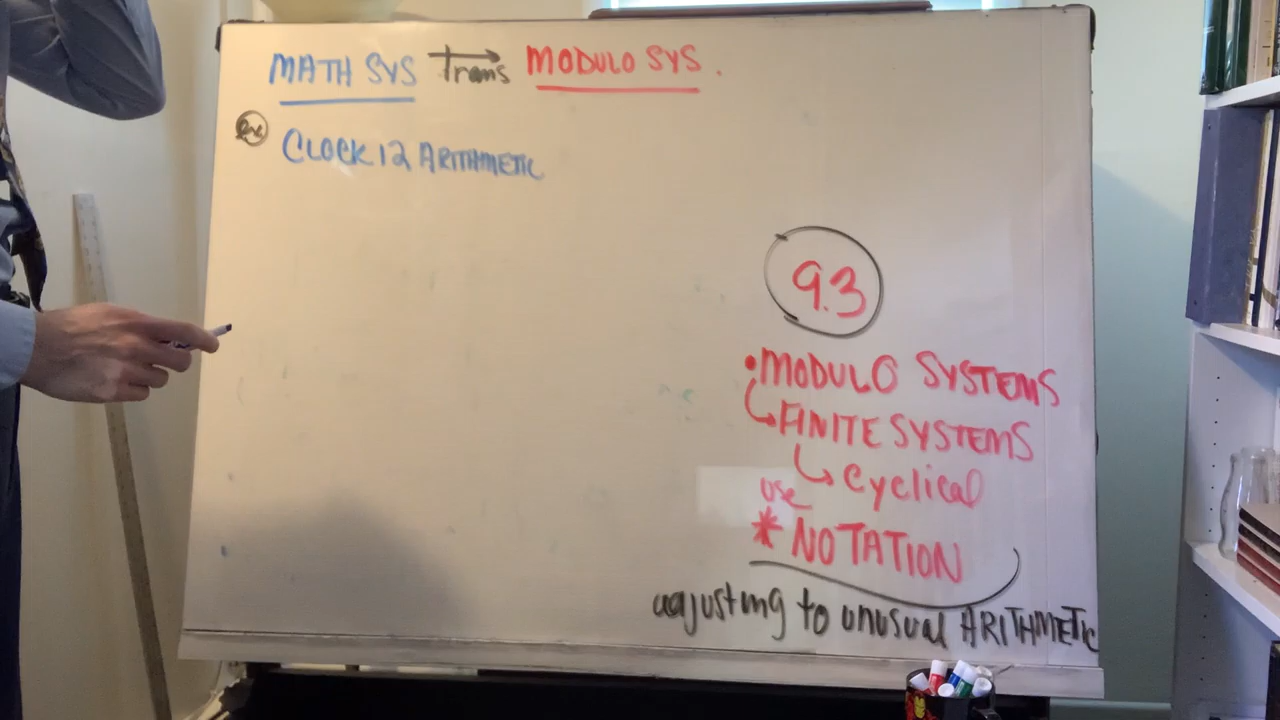 MATH SYS trans MODULO SYS.
CLOCK 12 ARITHMETIC
9.3
• MODULO SYSTEMS
FINITE SYSTEMS
Cyclical
use
* NOTATION
adjusting to unusual ARITHMETIC